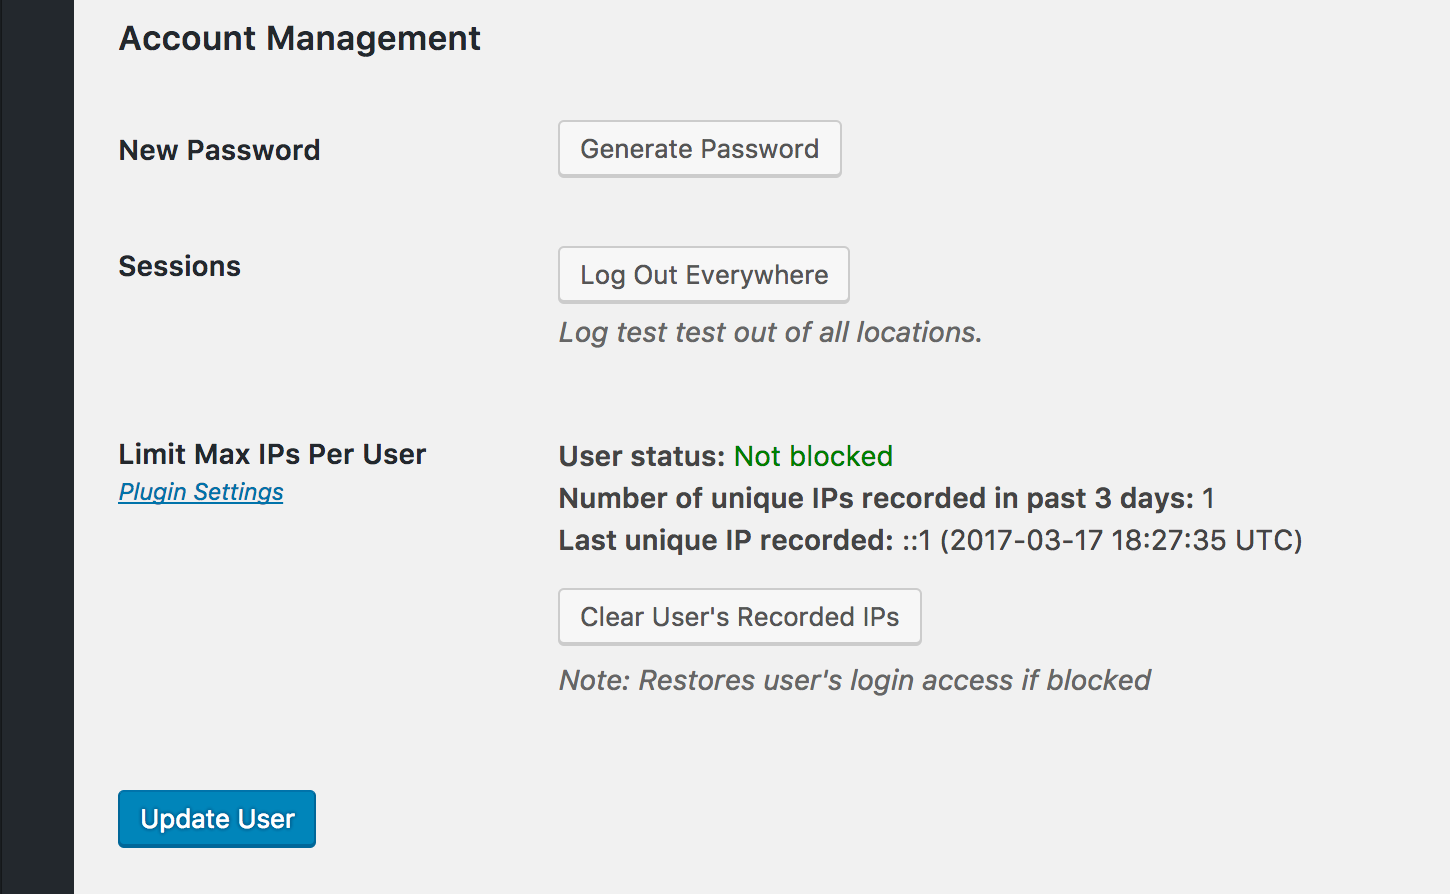 Account Management
New Password
Generate Password
Sessions
Log Out Everywhere
Log test test out of all locations.
Limit Max IPs Per User
Plugin Settings
User status: Not blocked
Number of unique IPs recorded in past 3 days: 1
Last unique IP recorded: ::1 (2017-03-17 18:27:35 UTC)
Clear User's Recorded IPs
Note: Restores user's login access if blocked
Update User